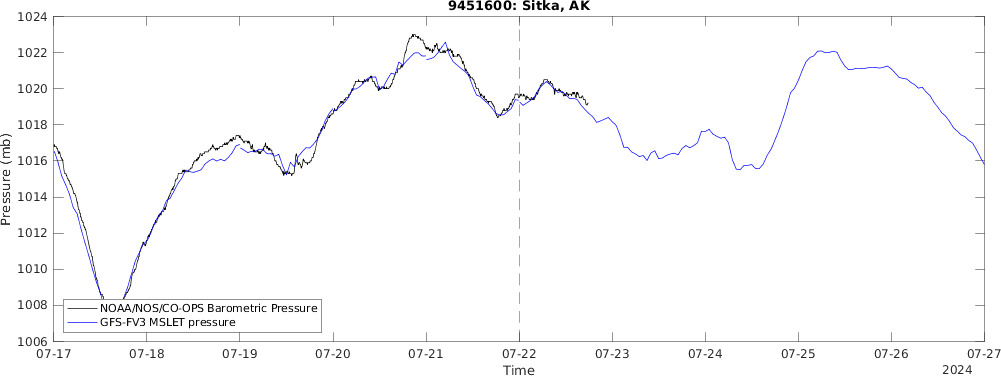 9451600: Sitka, AK
Pressure (mb)
1024
1022
1020
1018
1016
1014
1012
1010
1008
1006
NOAA/NOS/CO-OPS Barometric Pressure
GFS-FV3 MSLET pressure
07-17 07-18 07-19 07-20 07-21 07-22 07-23 07-24 07-25 07-26 07-27
Time
2024